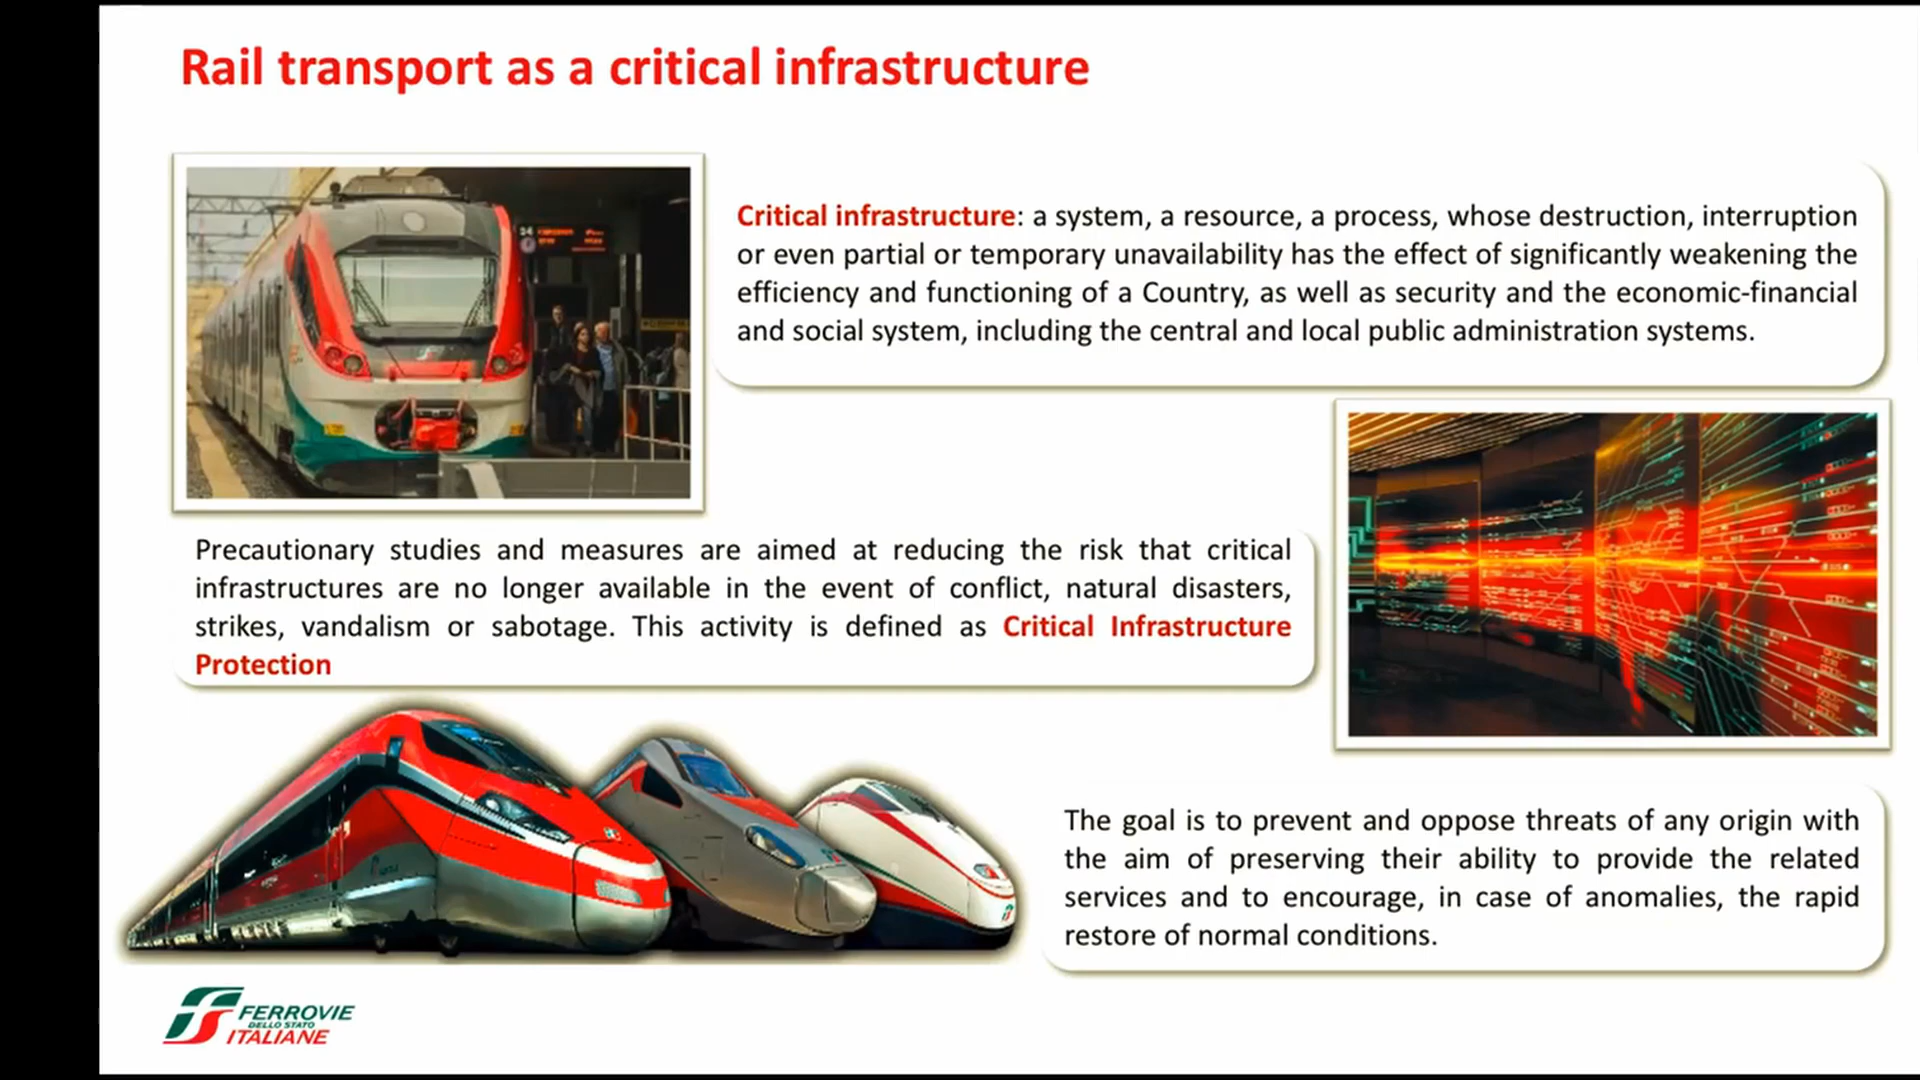 Rail transport as a critical infrastructure
Critical infrastructure: a system, a resource, a process, whose destruction, interruption
or even partial or temporary unavailability has the effect of significantly weakening the
efficiency and functioning of a Country, as well as security and the economic-financial
and social system, including the central and local public administration systems.
Precautionary studies and measures are aimed at reducing the risk that critical
infrastructures are no longer available in the event of conflict, natural disasters,
strikes, vandalism or sabotage. This activity is defined as Critical Infrastructure
Protection
The goal is to prevent and oppose threats of any origin with
the aim of preserving their ability to provide the related
services and to encourage, in case of anomalies, the rapid
restore of normal conditions.
FERROVIE
DELLO STATO
ITALIANE